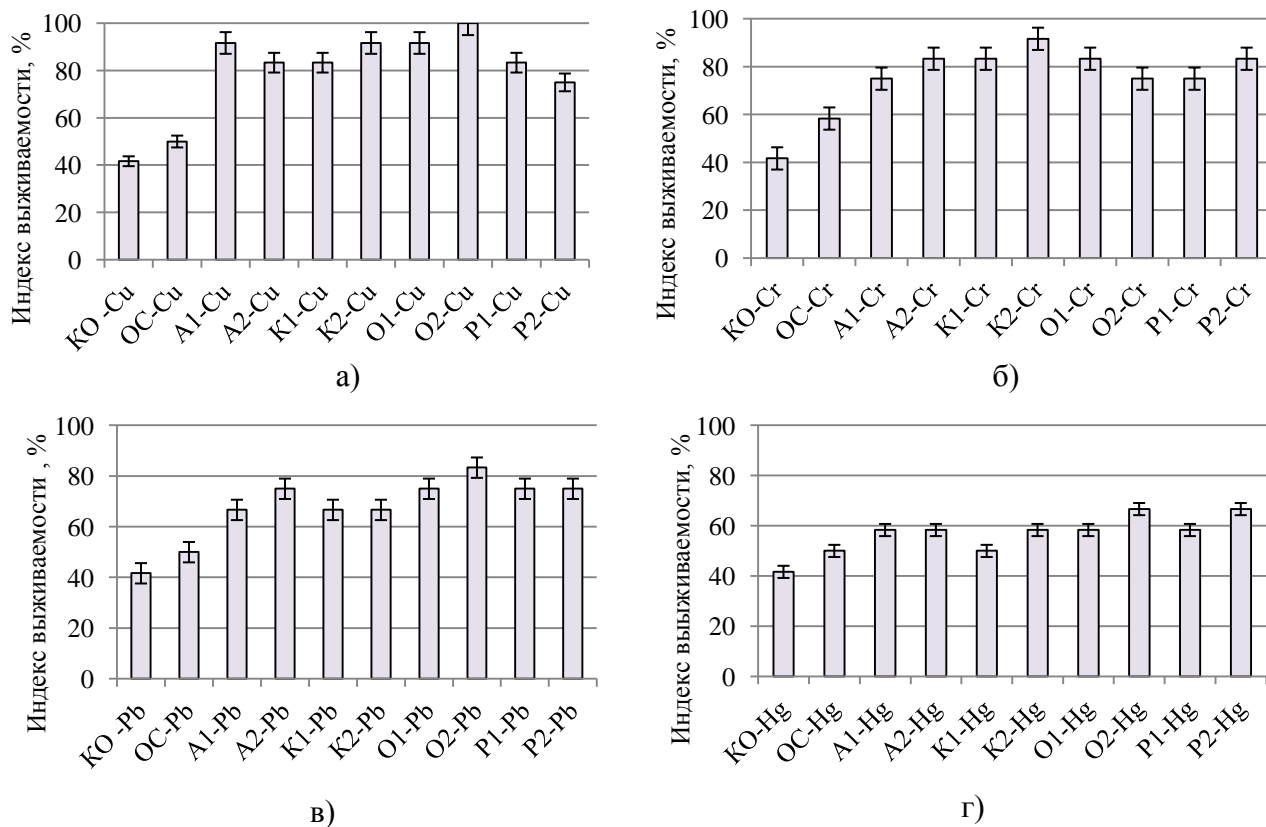 Индекс выживаемости, %
100
80
60
40
20
0
КО -Cu
ОС-Cu
А1-Cu
А2-Cu
К1-Cu
К2-Cu
О1-Cu
О2-Cu
Р1-Cu
Р2-Cu
а)
Индекс выживаемости, %
100
80
60
40
20
0
КО-Cr
ОС-Cr
А1-Cr
А2-Cr
К1-Cr
К2-Cr
О1-Cr
О2-Cr
Р1-Cr
Р2-Cr
б)
Индекс выживаемости , %
100
80
60
40
20
0
КО -Pb
ОС-Pb
А1-Pb
А2-Pb
К1-Pb
К2-Pb
О1-Pb
О2-Pb
Р1-Pb
Р2-Pb
в)
Индекс выыживаемости, %
100
80
60
40
20
0
КО-Hg
ОС-Hg
А1-Hg
А2-Hg
К1-Hg
К2-Hg
О1-Hg
О2-Hg
Р1-Hg
Р2-Hg
г)